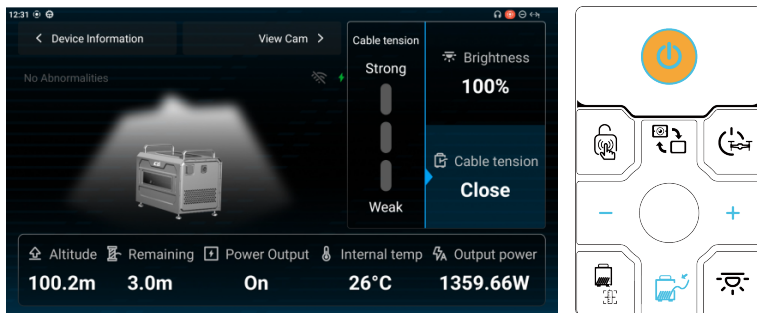 12:31
Device Information
View Cam
Cable tension
Brightness
100%
No Abnormalities
Strong
Cable tension
Close
Weak
Altitude
Remaining
Power Output
Internal temp
Output power
100.2m
3.0m
On
26°C
1359.66W